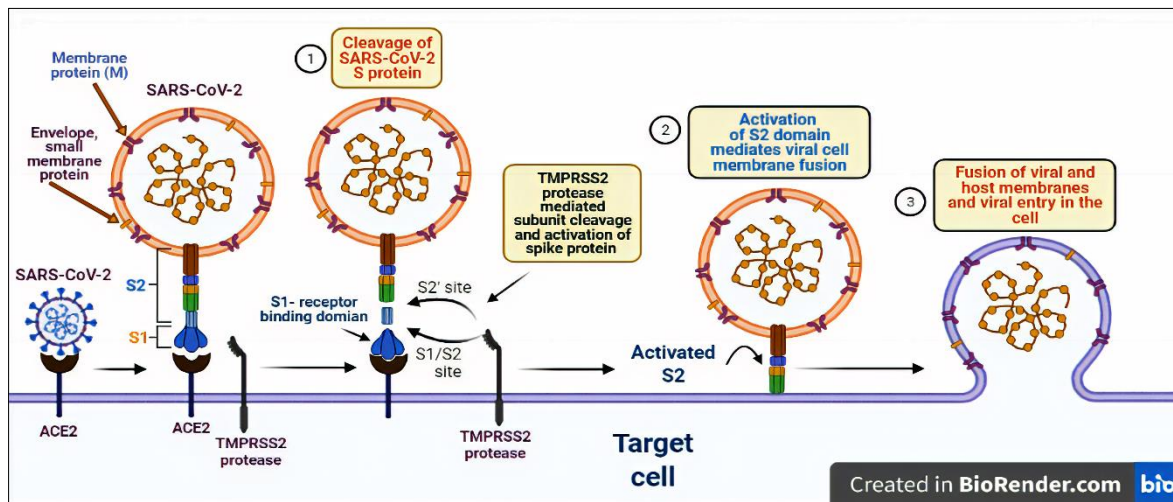 Membrane
protein (M)
SARS-CoV-2
Envelope,
small
membrane
protein
SARS-CoV-2
S2
S1
ACE2
ACE2
TMPRSS2
protease
1
Cleavage of
SARS-CoV-2
S protein
S1- receptor
binding domian
S2' site
S1/S2
site
TMPRSS2
protease
mediated
subunit cleavage
and activation of
spike protein
TMPRSS2
protease
2
Activation
of S2 domain
mediates viral cell
membrane fusion
Activated
S2
Target
cell
3
Fusion of viral and
host membranes
and viral entry in the
cell
Created in BioRender.com bio